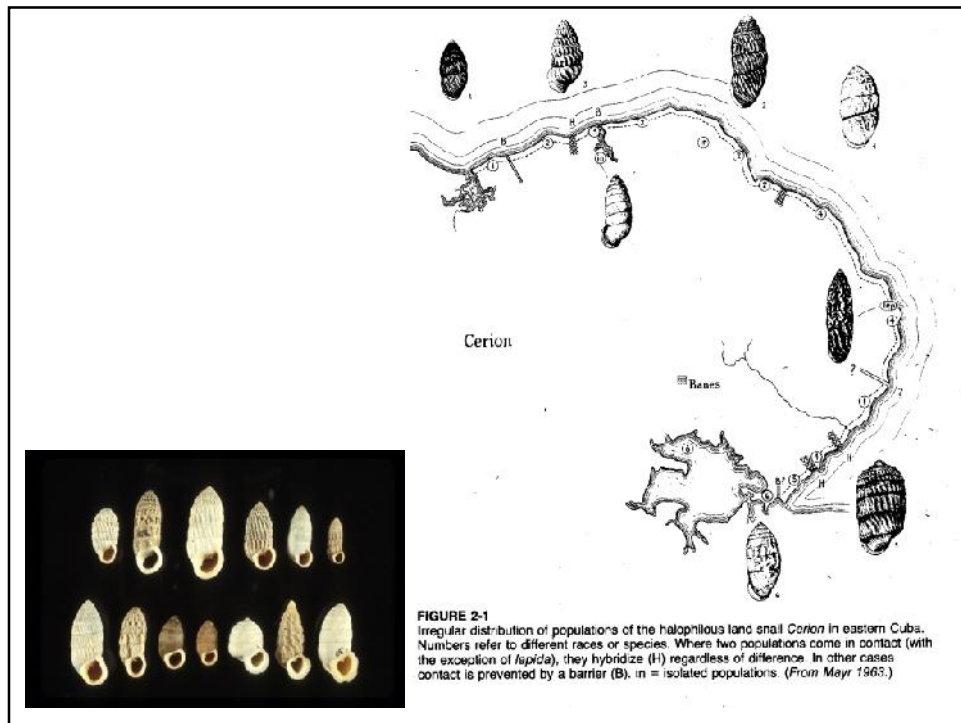 Cerion
Banes
FIGURE 2-1
Irregular distribution of populations of the halophilous land snail Cerion in eastern Cuba.
Numbers refer to different races or species. Where two populations come in contact (with
the exception of lepida), they hybridize (H) regardless of difference. In other cases
contact is prevented by a barrier (B). in = isolated populations. (From Mayr 1963.)